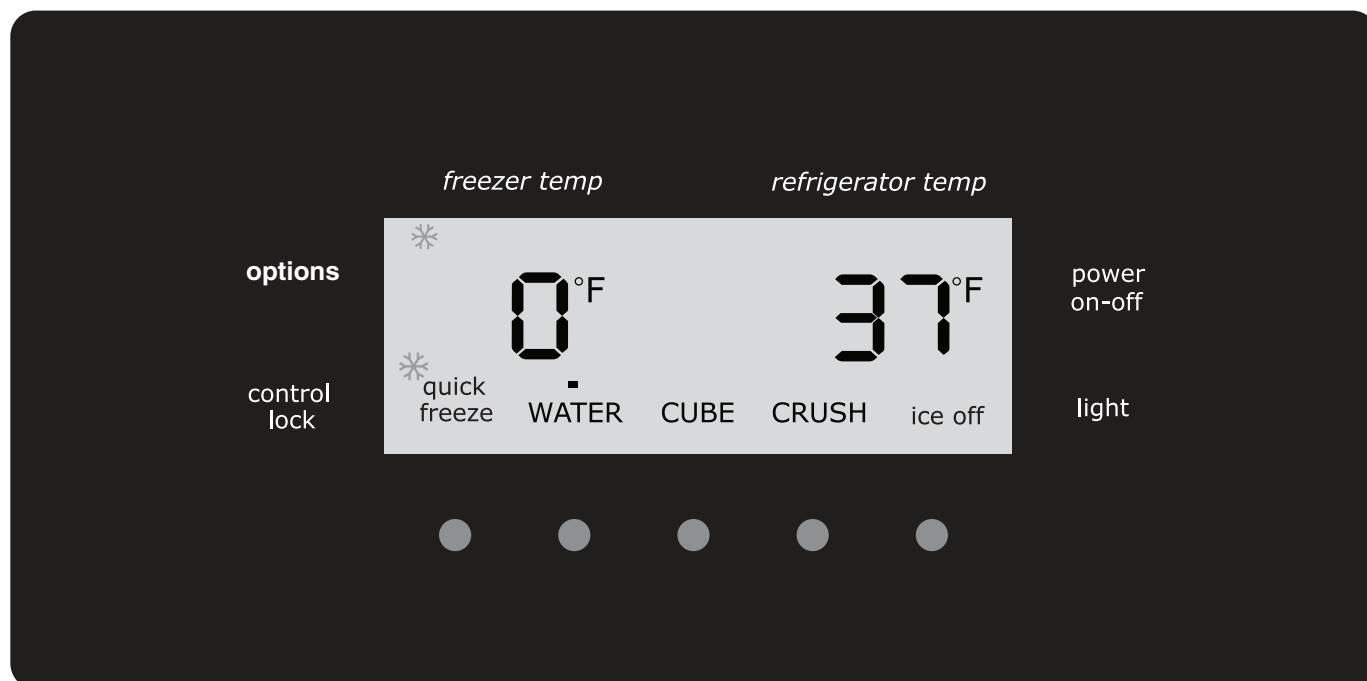 freezer temp refrigerator temp
options
0°F 37°F
power
on-off
control
lock
quick
freeze
WATER CUBE CRUSH ice off
light